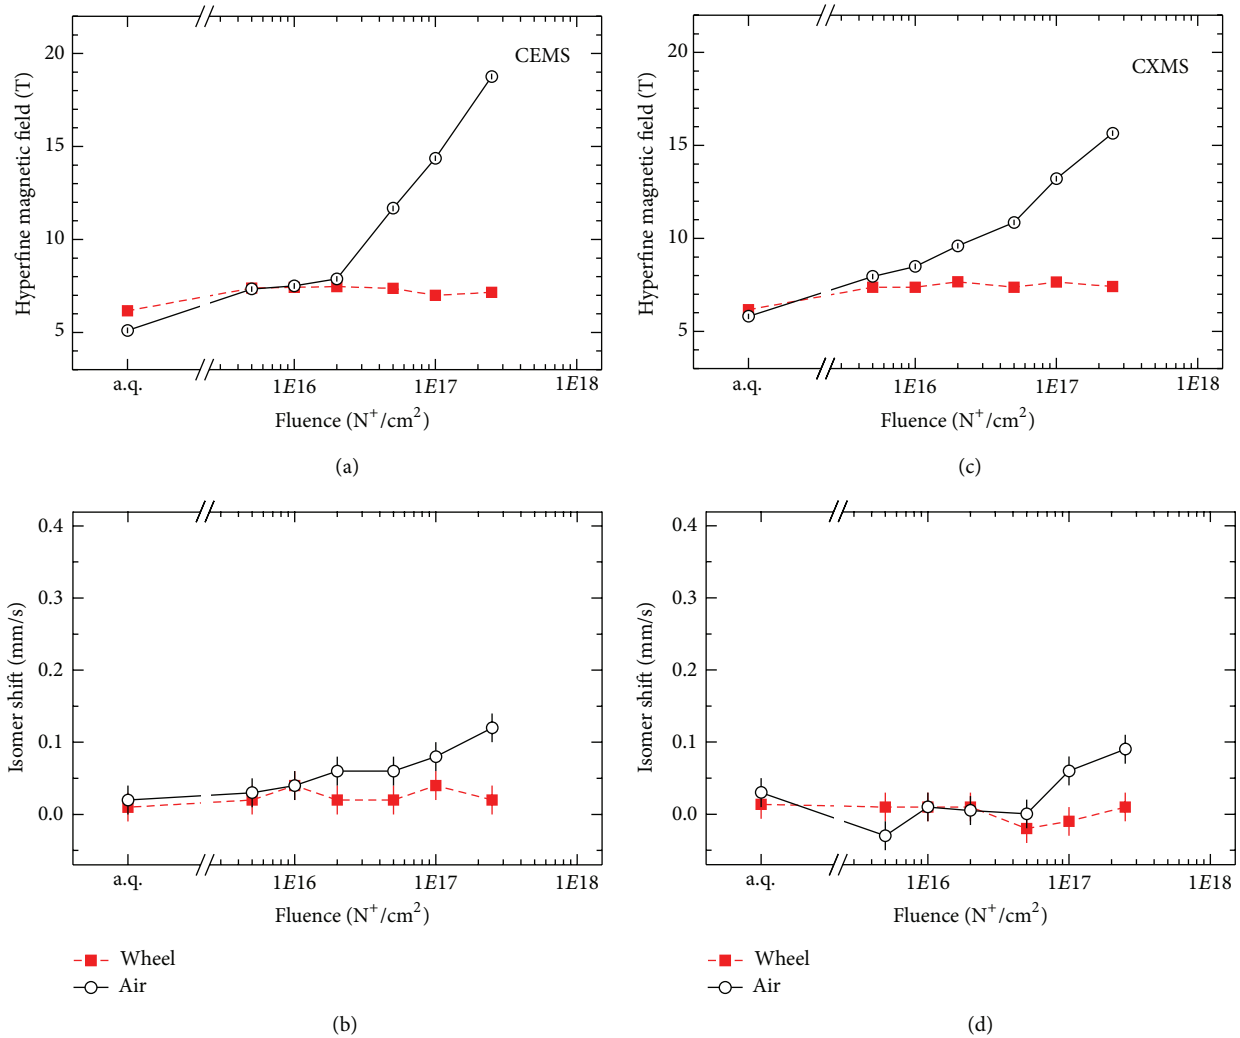 Hyperfine magnetic field (T)
20
15
10
5
CEMS
a.q.
1E16
1E17
1E18
Fluence (N⁺/cm²)
(a)
Hyperfine magnetic field (T)
20
15
10
5
CXMS
a.q.
1E16
1E17
1E18
Fluence (N⁺/cm²)
(c)
Isomer shift (mm/s)
0.4
0.3
0.2
0.1
0.0
a.q.
1E16
1E17
1E18
Fluence (N⁺/cm²)
Wheel
Air
(b)
Isomer shift (mm/s)
0.4
0.3
0.2
0.1
0.0
a.q.
1E16
1E17
1E18
Fluence (N⁺/cm²)
Wheel
Air
(d)